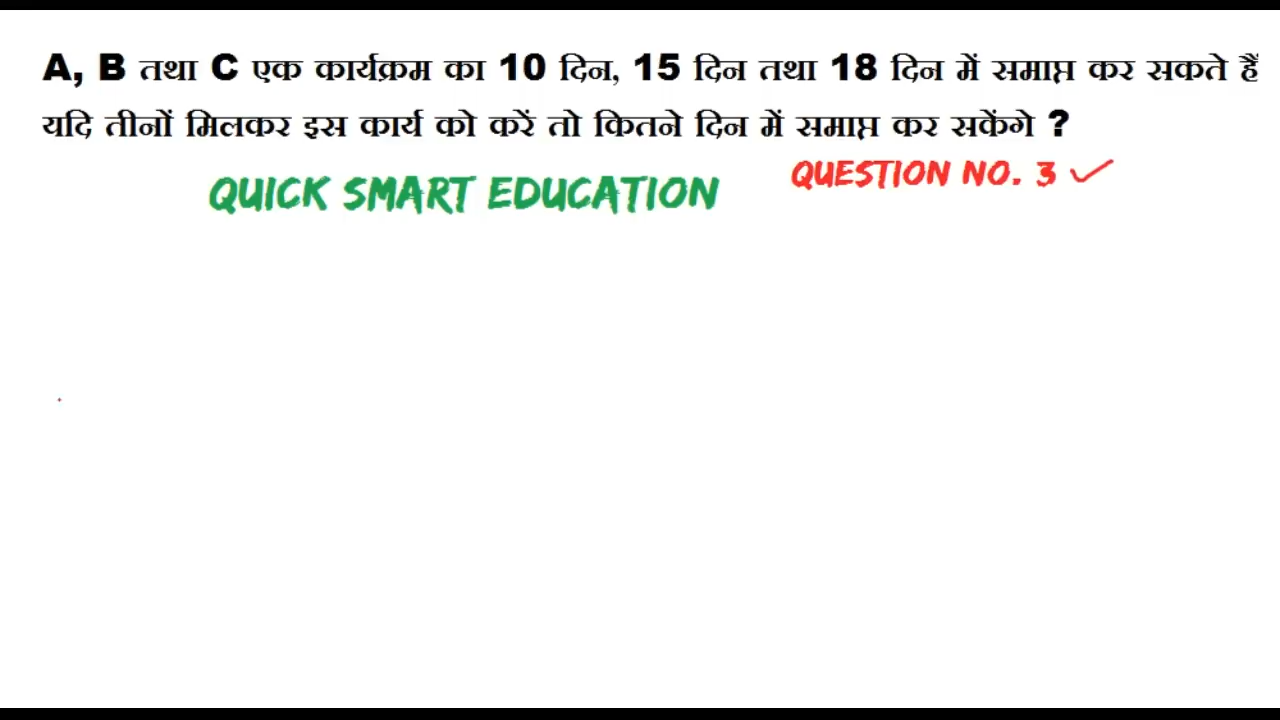 A, B तथा C एक कार्यक्रम का 10 दिन, 15 दिन तथा 18 दिन में समाप्त कर सकते हैं
यदि तीनों मिलकर इस कार्य को करें तो कितने दिन में समाप्त कर सकेंगे ?
QUICK SMART EDUCATION
QUESTION NO. 3 ✓